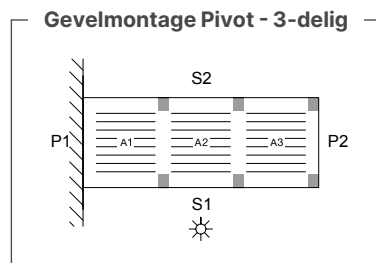 Gevelmontage Pivot - 3-delig
S2
P1 A1 A2 A3 P2
S1